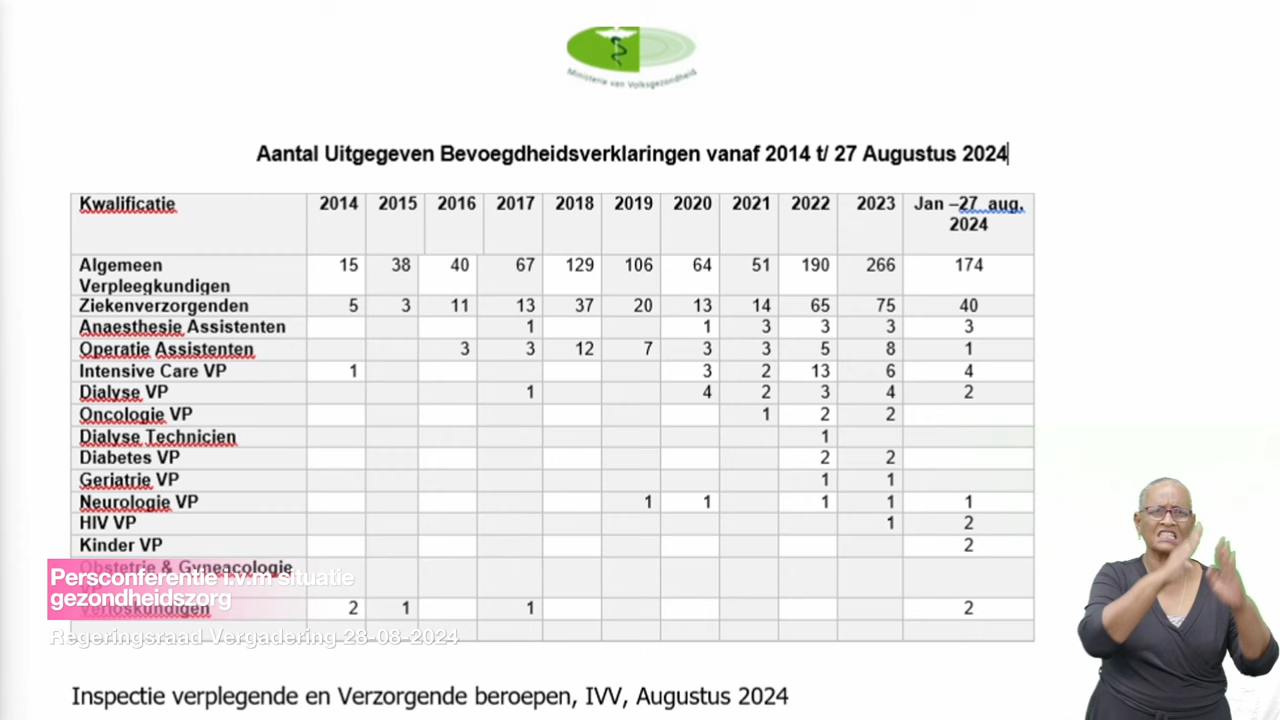 Ministerie van Volksgezondheid
Aantal Uitgegeven Bevoegdheidsverklaringen vanaf 2014 t/ 27 Augustus 2024
Kwalificatie 2014 2015 2016 2017 2018 2019 2020 2021 2022 2023 Jan –27 aug.
2024
Algemeen 15 38 40 67 129 106 64 51 190 266 174
Verpleegkundigen
Ziekenverzorgenden 5 3 11 13 37 20 13 14 65 75 40
Anaesthesie Assistenten 1 1 3 3 3 3
Operatie Assistenten 3 3 12 7 3 3 5 8 1
Intensive Care VP 1 3 2 13 6 4
Dialyse VP 1 4 2 3 4 2
Oncologie VP 1 2 2
Dialyse Technicien 1
Diabetes VP 2 2
Geriatrie VP 1 1
Neurologie VP 1 1 1 1 1
HIV VP 1 2
Kinder VP 2
Obstetrie & Gyneacologie
Persconferentie i.v.m situatie
gezondheidszorg
Verloskundigen 2 1 1 2
Regeringsraad Vergadering 28-08-2024
Inspectie verplegende en Verzorgende beroepen, IVV, Augustus 2024